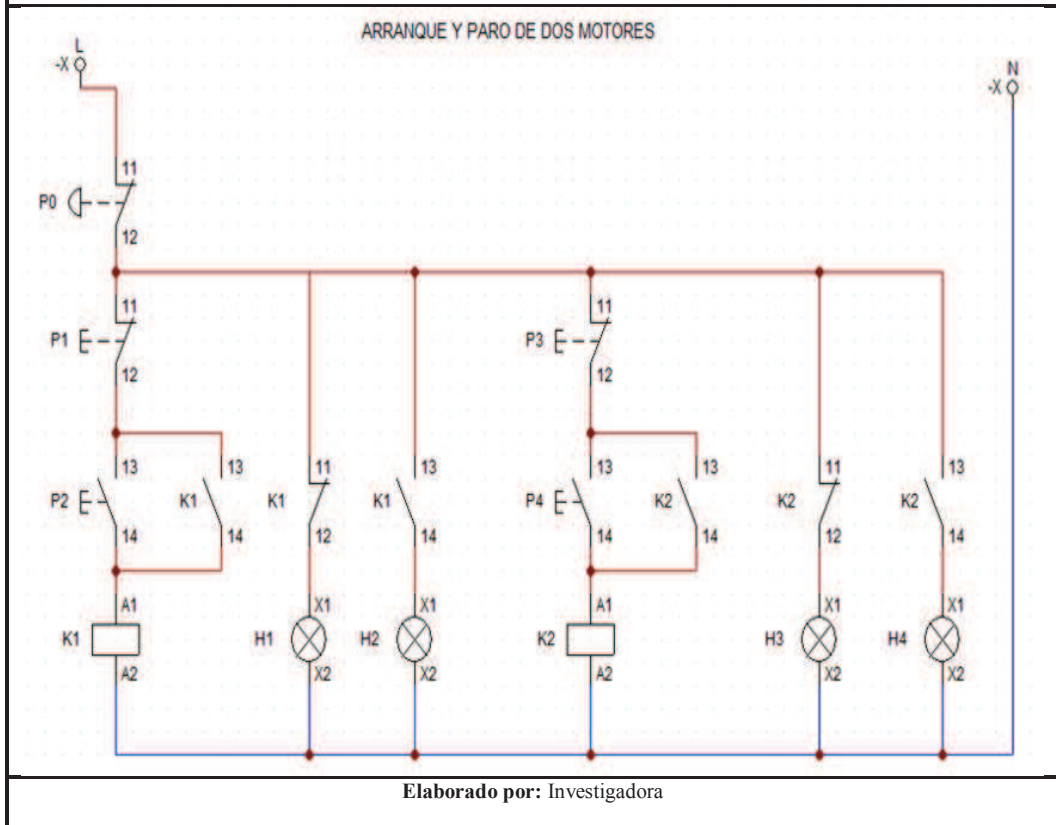 ARRANQUE Y PARO DE DOS MOTORES
L
-X
N
-X
11
P0
12
11 11
P1 P3
12 12
13 13 11 13 13 13 11 13
P2 K1 K1 K1 P4 K2 K2 K2
14 14 12 14 14 14 12 14
A1 X1 X1 A1 X1 X1
K1 H1 H2 K2 H3 H4
A2 X2 X2 A2 X2 X2
Elaborado por: Investigadora